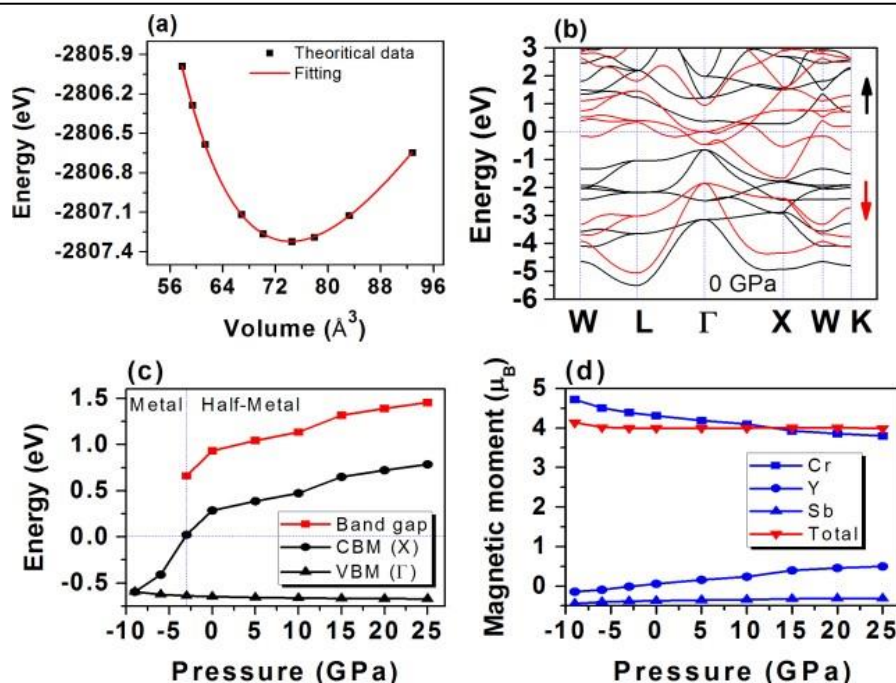 (a)
-2805.9
-2806.2
-2806.5
-2806.8
-2807.1
-2807.4
Energy (eV)
Theoritical data
Fitting
56 64 72 80 88 96
Volume (Å³)
(b)
3
2
1
0
-1
-2
-3
-4
-5
-6
Energy (eV)
0 GPa
W L Γ X W K
(c)
Metal Half-Metal
1.5
1.0
0.5
0.0
-0.5
Energy (eV)
Band gap
CBM (X)
VBM (Γ)
-10 -5 0 5 10 15 20 25
Pressure (GPa)
(d)
5
4
3
2
1
0
Magnetic moment (μ_B)
Cr
Y
Sb
Total
-10 -5 0 5 10 15 20 25
Pressure (GPa)